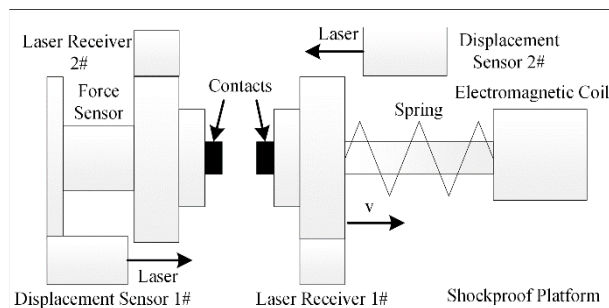 Laser Receiver
2#
Force
Sensor
Contacts
Laser
Displacement
Sensor 2#
Electromagnetic Coil
Spring
v
Laser
Displacement Sensor 1#
Laser Receiver 1#
Shockproof Platform